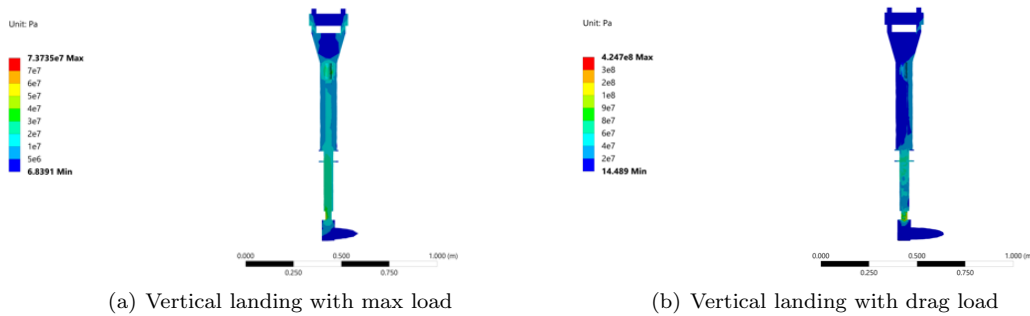 Unit: Pa
7.3735e7 Max
7e7
6e7
5e7
4e7
3e7
2e7
1e7
5e6
6.8391 Min
0.000
0.500
1.000 (m)
0.250
0.750
(a) Vertical landing with max load
Unit: Pa
4.247e8 Max
3e8
2e8
1e8
9e7
8e7
6e7
4e7
2e7
14.489 Min
0.000
0.500
1.000 (m)
0.250
0.750
(b) Vertical landing with drag load